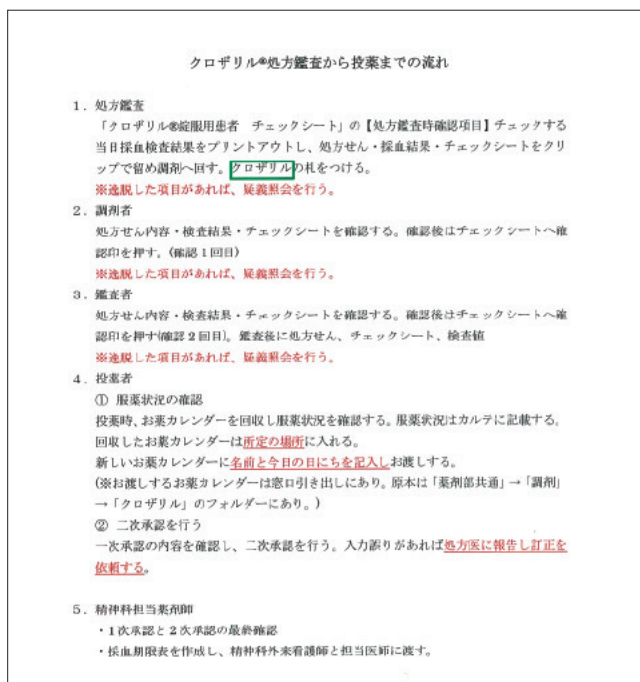 クロザリル®処方鑑査から投薬までの流れ
1．処方鑑査
「クロザリル®錠服用患者　チェックシート」の【処方鑑査時確認項目】チェックする
当日採血検査結果をプリントアウトし、処方せん・採血結果・チェックシートをクリ
ップで留め調剤へ回す。クロザリルの札をつける。
※逸脱した項目があれば、疑義照会を行う。
2．調剤者
処方せん内容・検査結果・チェックシートを確認する。確認後はチェックシートへ確
認印を押す。(確認１回目)
※逸脱した項目があれば、疑義照会を行う。
3．鑑査者
処方せん内容・検査結果・チェックシートを確認する。確認後はチェックシートへ確
認印を押す(確認２回目)。鑑査後に処方せん、チェックシート、検査値
※逸脱した項目があれば、疑義照会を行う。
4．投薬者
① 服薬状況の確認
投薬時、お薬カレンダーを回収し服薬状況を確認する。服薬状況はカルテに記載する。
回収したお薬カレンダーは所定の場所に入れる。
新しいお薬カレンダーに名前と今日の日にちを記入しお渡しする。
(※お渡しするお薬カレンダーは窓口引き出しにあり。原本は「薬剤部共通」→「調剤」
→「クロザリル」のフォルダーにあり。)
② 二次承認を行う
一次承認の内容を確認し、二次承認を行う。入力誤りがあれば処方医に報告し訂正を
依頼する。
5．精神科担当薬剤師
・１次承認と２次承認の最終確認
・採血期限表を作成し、精神科外来看護師と担当医師に渡す。